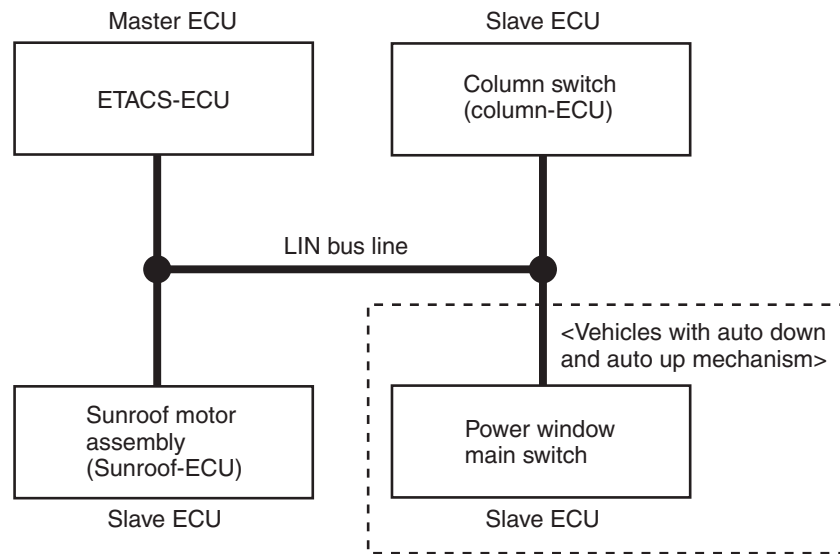 Master ECU
Slave ECU
ETACS-ECU
Column switch
(column-ECU)
LIN bus line
<Vehicles with auto down
and auto up mechanism>
Sunroof motor
assembly
(Sunroof-ECU)
Power window
main switch
Slave ECU
Slave ECU